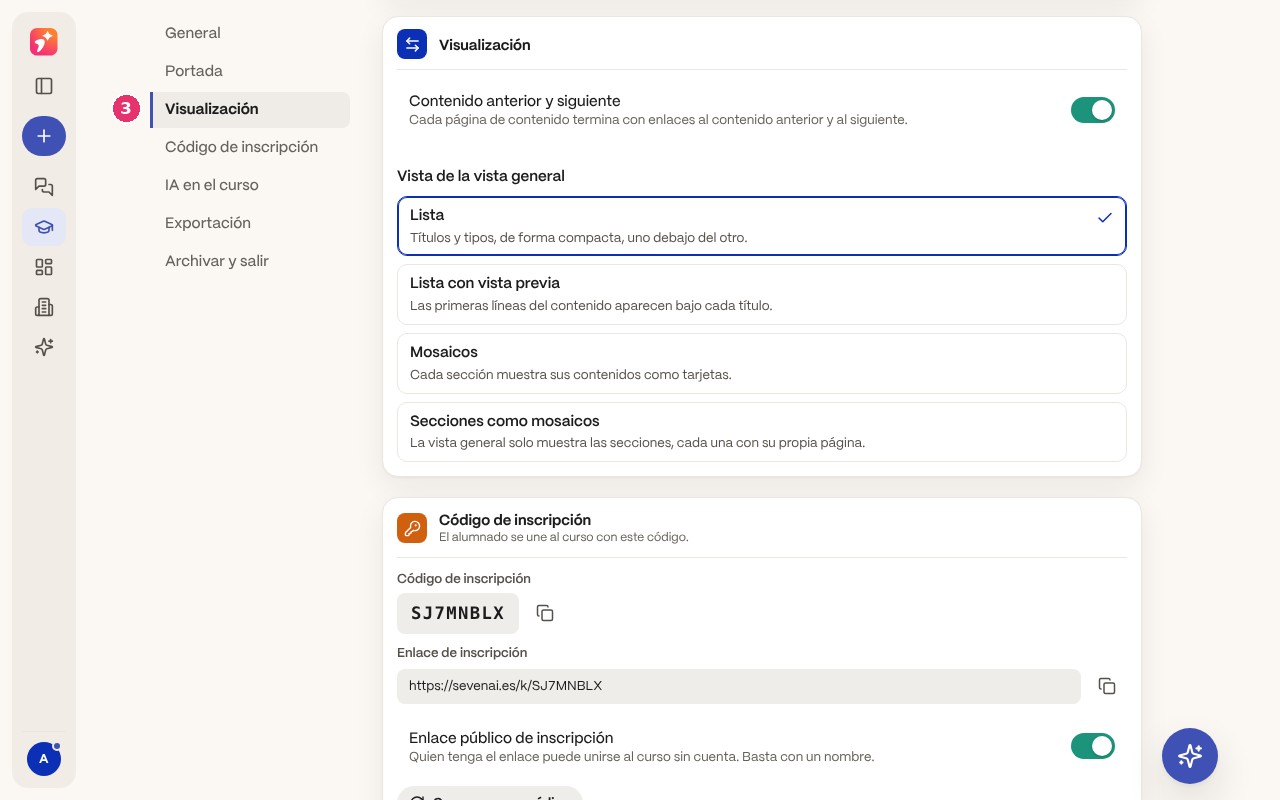 General
Portada
3
Visualización
Código de inscripción
IA en el curso
Exportación
Archivar y salir
A
Visualización
Contenido anterior y siguiente
Cada página de contenido termina con enlaces al contenido anterior y al siguiente.
Vista de la vista general
Lista
Títulos y tipos, de forma compacta, uno debajo del otro.
Lista con vista previa
Las primeras líneas del contenido aparecen bajo cada título.
Mosaicos
Cada sección muestra sus contenidos como tarjetas.
Secciones como mosaicos
La vista general solo muestra las secciones, cada una con su propia página.
Código de inscripción
El alumnado se une al curso con este código.
Código de inscripción
SJ7MNBLX
Enlace de inscripción
https://sevenai.es/k/SJ7MNBLX
Enlace público de inscripción
Quien tenga el enlace puede unirse al curso sin cuenta. Basta con un nombre.